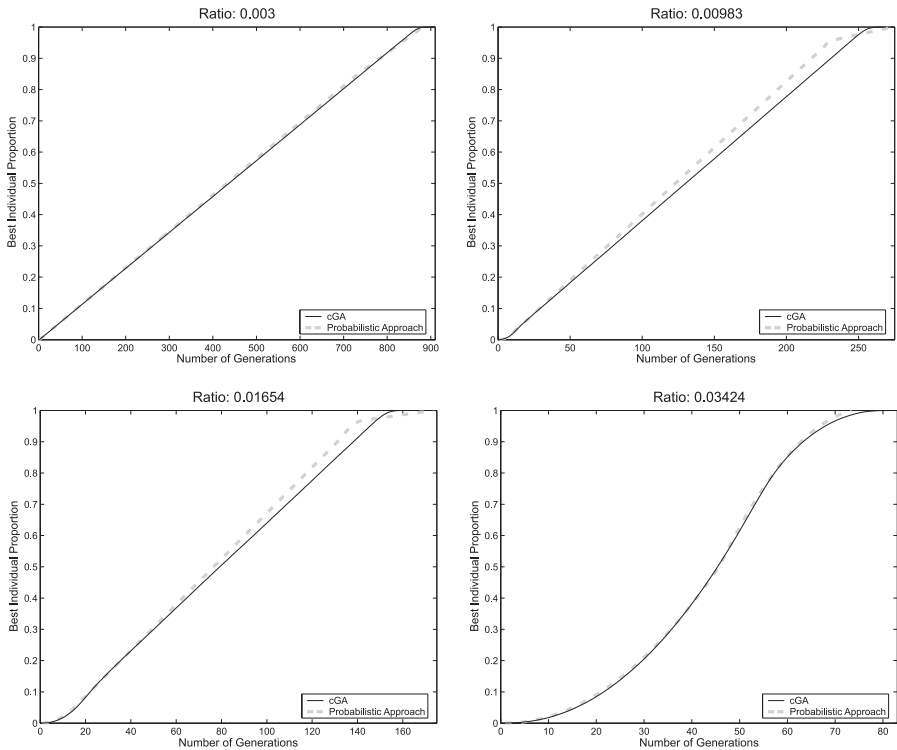 Ratio: 0.003
1
0.9
0.8
0.7
0.6
0.5
0.4
0.3
0.2
0.1
0
Best Individual Proportion
0 100 200 300 400 500 600 700 800 900
Number of Generations
cGA
Probabilistic Approach
Ratio: 0.00983
1
0.9
0.8
0.7
0.6
0.5
0.4
0.3
0.2
0.1
0
Best Individual Proportion
0 50 100 150 200 250
Number of Generations
cGA
Probabilistic Approach
Ratio: 0.01654
1
0.9
0.8
0.7
0.6
0.5
0.4
0.3
0.2
0.1
0
Best Individual Proportion
0 20 40 60 80 100 120 140 160
Number of Generations
cGA
Probabilistic Approach
Ratio: 0.03424
1
0.9
0.8
0.7
0.6
0.5
0.4
0.3
0.2
0.1
0
Best Individual Proportion
0 10 20 30 40 50 60 70 80
Number of Generations
cGA
Probabilistic Approach